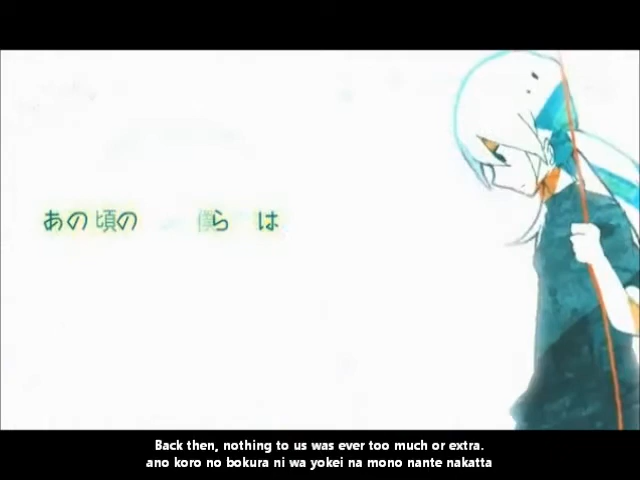 あの頃の 僕らは
Back then, nothing to us was ever too much or extra.
ano koro no bokura ni wa yokei na mono nante nakatta